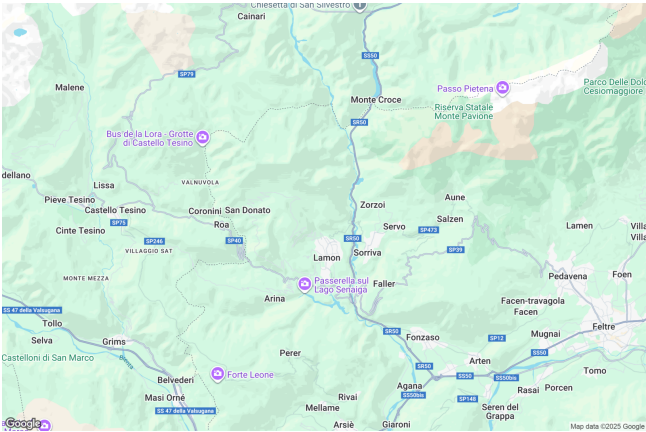 Chiesetta di San Silvestro
Cainari
SS50
SP79
Malene
Passo Pietena
Parco Delle Dolo
Cesiomaggiore
Monte Croce
Riserva Statale
Monte Pavione
SR50
Bus de la Lora - Grotte
di Castello Tesino
dellano
Lissa
VALNUVOLA
Pieve Tesino
Castello Tesino
Coronini
San Donato
Zorzoi
Aune
Salzen
SP75
Roa
Servo
SP473
Lamen
Villa
Villa
Cinte Tesino
SP246
SP40
SR50
SP39
VILLAGGIO SAT
Lamon
Sorriva
MONTE MEZZA
Passerella sul
Lago Senaiga
Faller
Pedavena
Foen
Arina
Facen-travagola
Facen
SS 47 della Valsugana
Tollo
SR50
Mugnai
Feltre
Selva
Grigno
Fonzaso
SP12
Castelloni di San Marco
Brenta
Perer
Arten
SS50
SR50
Tomo
Belvederi
Forte Leone
SS50
SS50bis
Masi Orné
Rivai
Agana
SS50bis
SP148
Rasai
Porcen
SS 47 della Valsugana
Mellame
Seren del
Grappa
Arsiè
Giaroni
Google
Map data ©2025 Google